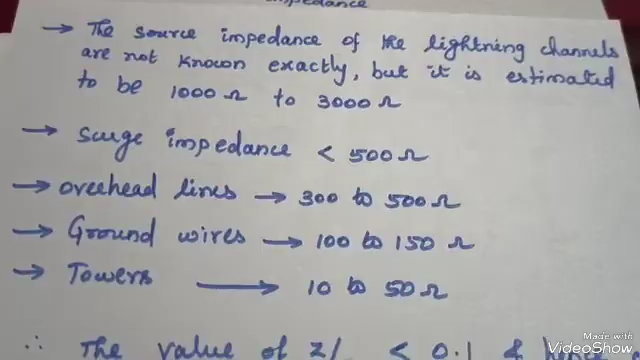 impedance
→ The source impedance of the lightning channels
are not known exactly, but it is estimated
to be 1000 Ω to 3000 Ω
→ Surge impedance < 500 Ω
→ overhead lines → 300 to 500 Ω
→ Ground wires → 100 to 150 Ω
→ Towers → 10 to 50 Ω
∴ The value of Z/ < 0.1 &
Made with
VideoShow